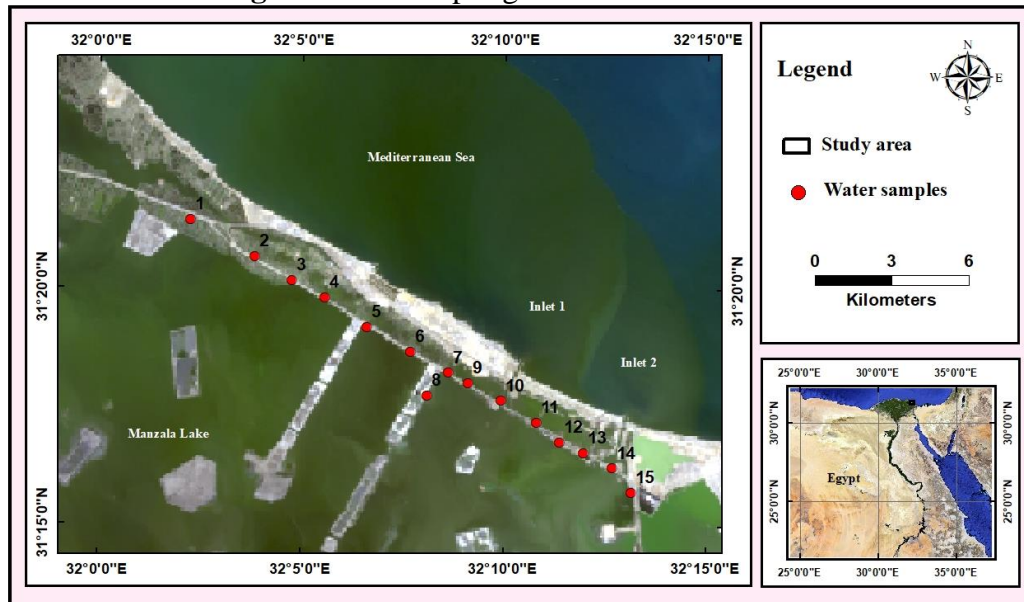 32°0'0"E 32°5'0"E 32°10'0"E 32°15'0"E
Mediterranean Sea
1
2
3
4
5
6
7
8
9
10
11
12
13
14
15
Inlet 1
Inlet 2
Manzala Lake
31°20'0"N
31°15'0"N
31°20'0"N
31°15'0"N
32°0'0"E 32°5'0"E 32°10'0"E 32°15'0"E
Legend
N
W E
S
Study area
Water samples
0 3 6
Kilometers
25°0'0"E 30°0'0"E 35°0'0"E
30°0'0"N
25°0'0"N
30°0'0"N
25°0'0"N
Egypt
25°0'0"E 30°0'0"E 35°0'0"E